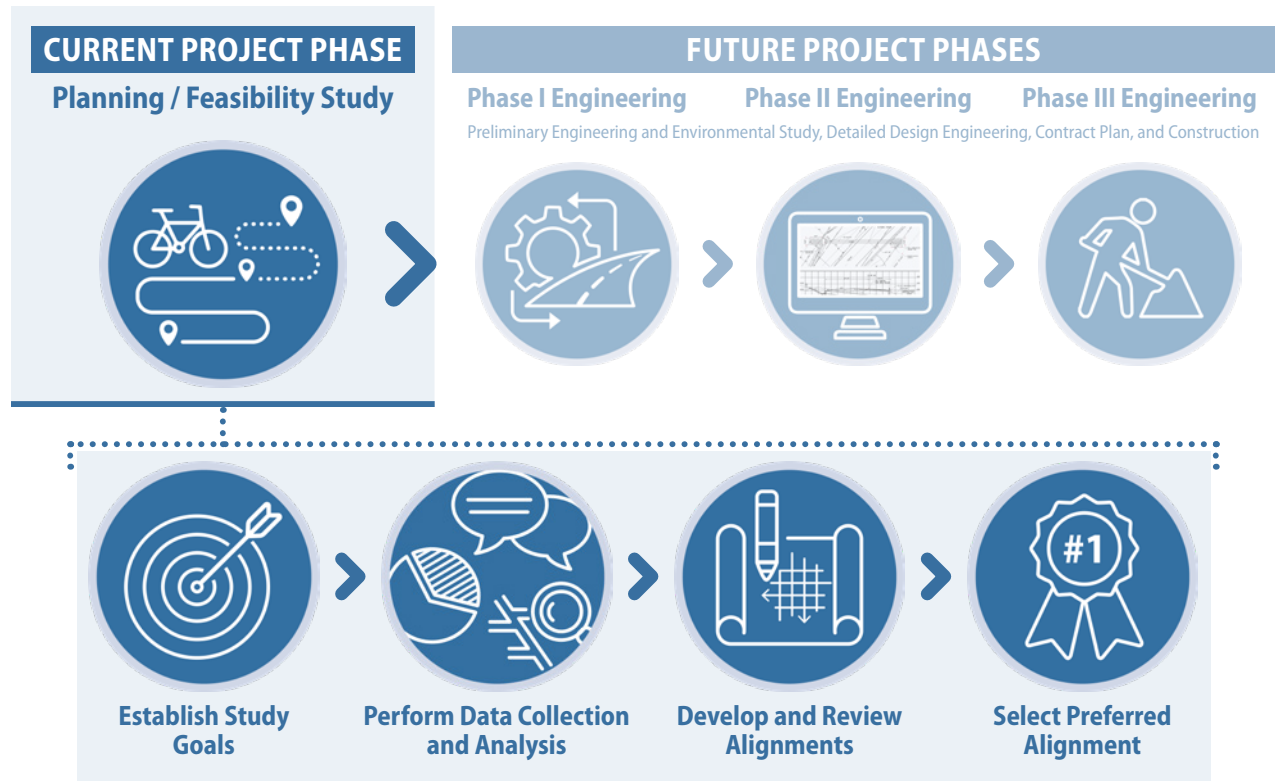 CURRENT PROJECT PHASE
Planning / Feasibility Study
FUTURE PROJECT PHASES
Phase I Engineering
Phase II Engineering
Phase III Engineering
Preliminary Engineering and Environmental Study, Detailed Design Engineering, Contract Plan, and Construction
#1
Establish Study
Goals
Perform Data Collection
and Analysis
Develop and Review
Alignments
Select Preferred
Alignment